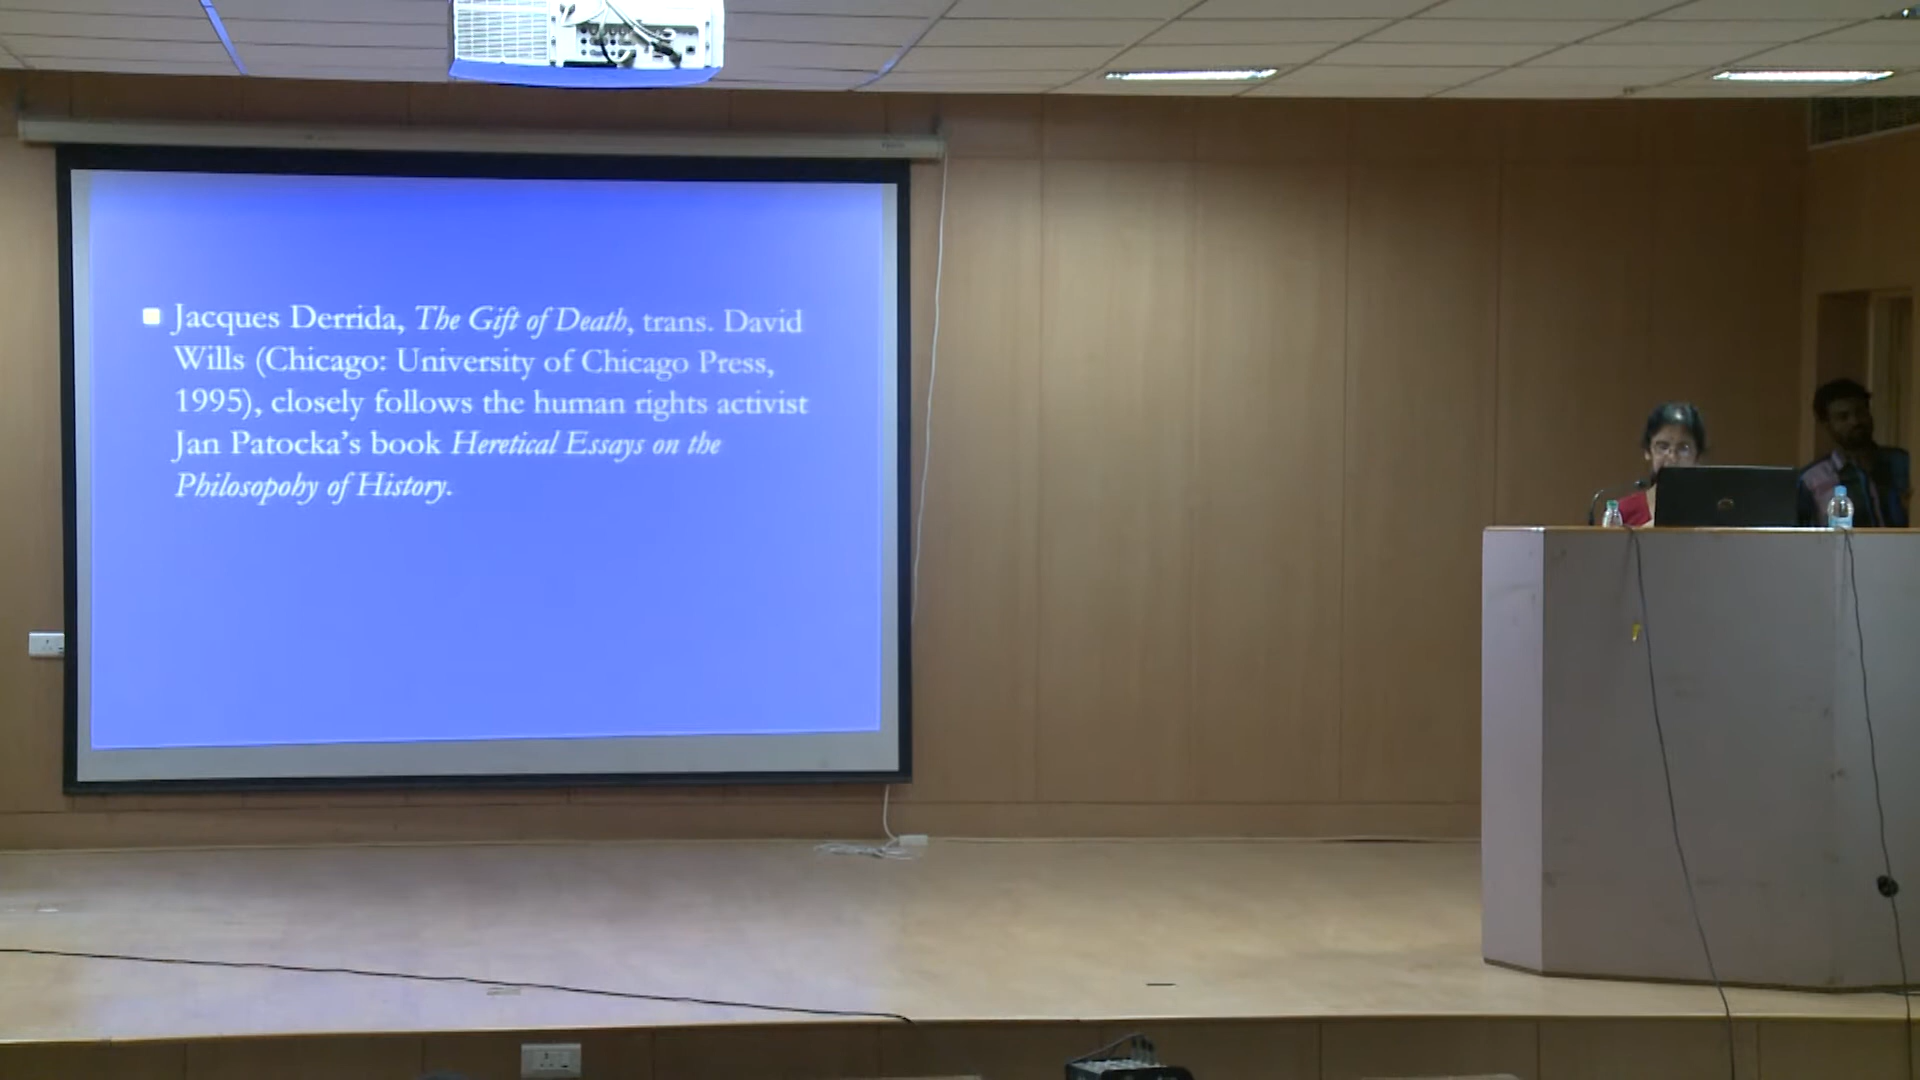 Jacques Derrida, The Gift of Death, trans. David
Wills (Chicago: University of Chicago Press,
1995), closely follows the human rights activist
Jan Patocka’s book Heretical Essays on the
Philosopohy of History.